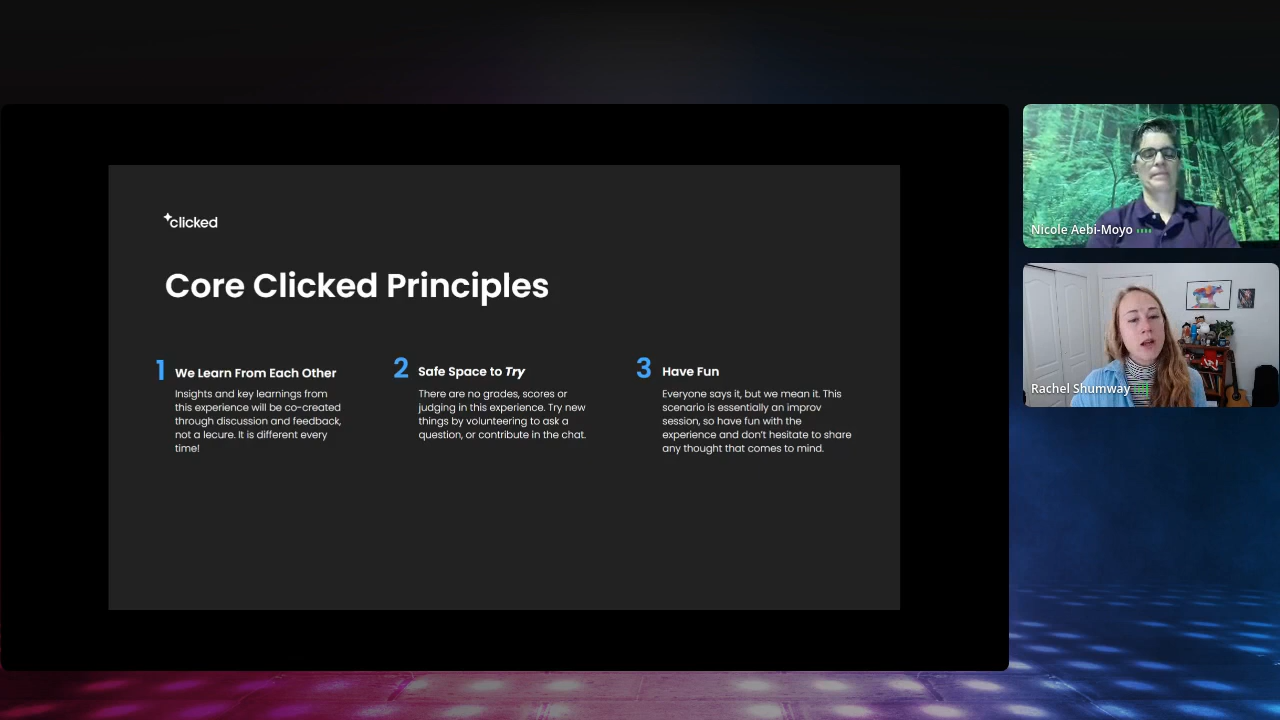 clicked
Core Clicked Principles
1 We Learn From Each Other
Insights and key learnings from
this experience will be co-created
through discussion and feedback,
not a lecure. It is different every
time!
2 Safe Space to Try
There are no grades, scores or
judging in this experience. Try new
things by volunteering to ask a
question, or contribute in the chat.
3 Have Fun
Everyone says it, but we mean it. This
scenario is essentially an improv
session, so have fun with the
experience and don't hesitate to share
any thought that comes to mind.
Nicole Aebi-Moyo
Rachel Shumway